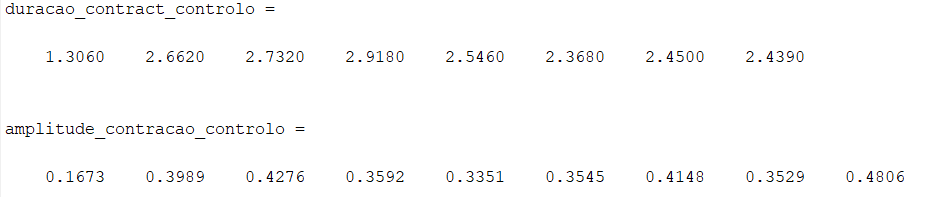 duracao_contract_controlo =
1.3060 2.6620 2.7320 2.9180 2.5460 2.3680 2.4500 2.4390
amplitude_contracao_controlo =
0.1673 0.3989 0.4276 0.3592 0.3351 0.3545 0.4148 0.3529 0.4806